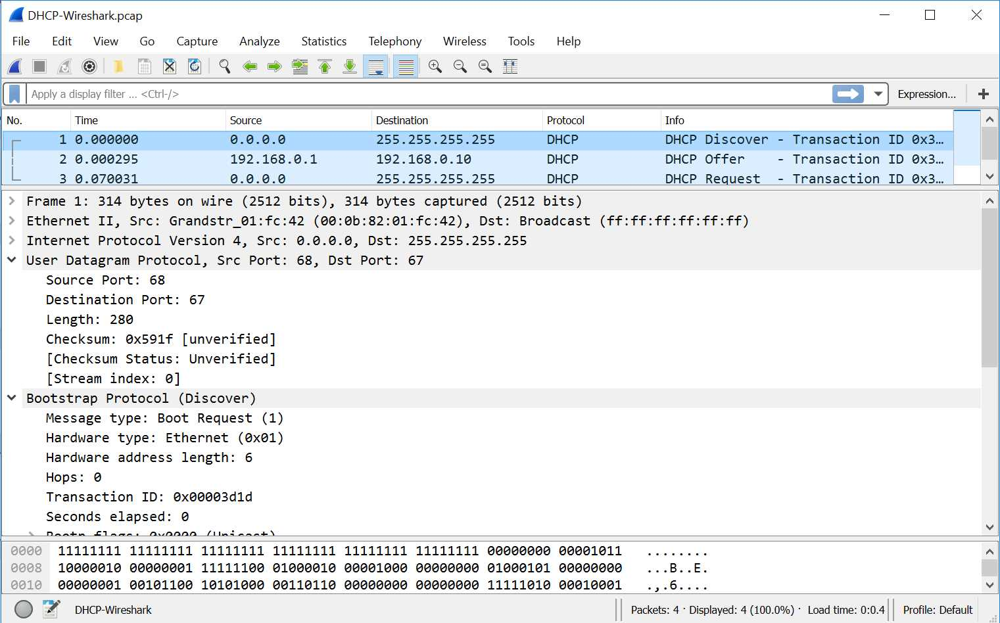 DHCP-Wireshark.pcap
File Edit View Go Capture Analyze Statistics Telephony Wireless Tools Help
Apply a display filter ... <Ctrl-/> Expression... +
No. Time Source Destination Protocol Info
1 0.000000 0.0.0.0 255.255.255.255 DHCP DHCP Discover - Transaction ID 0x3...
2 0.000295 192.168.0.1 192.168.0.10 DHCP DHCP Offer - Transaction ID 0x3...
3 0.070031 0.0.0.0 255.255.255.255 DHCP DHCP Request - Transaction ID 0x3...
Frame 1: 314 bytes on wire (2512 bits), 314 bytes captured (2512 bits)
Ethernet II, Src: Grandstr_01:fc:42 (00:0b:82:01:fc:42), Dst: Broadcast (ff:ff:ff:ff:ff:ff)
Internet Protocol Version 4, Src: 0.0.0.0, Dst: 255.255.255.255
User Datagram Protocol, Src Port: 68, Dst Port: 67
Source Port: 68
Destination Port: 67
Length: 280
Checksum: 0x591f [unverified]
[Checksum Status: Unverified]
[Stream index: 0]
Bootstrap Protocol (Discover)
Message type: Boot Request (1)
Hardware type: Ethernet (0x01)
Hardware address length: 6
Hops: 0
Transaction ID: 0x00003d1d
Seconds elapsed: 0
Bootp flags: 0x0000 (Unicast)
0000 11111111 11111111 11111111 11111111 11111111 11111111 00000000 00001011 ........
0008 10000010 00000001 11111100 01000010 00001000 00000000 01000101 00000000 ...B..E.
0010 00000001 00101100 10101000 00110110 00000000 00000000 11111010 00010001 .,.6....
DHCP-Wireshark Packets: 4 · Displayed: 4 (100.0%) · Load time: 0:0.4 Profile: Default